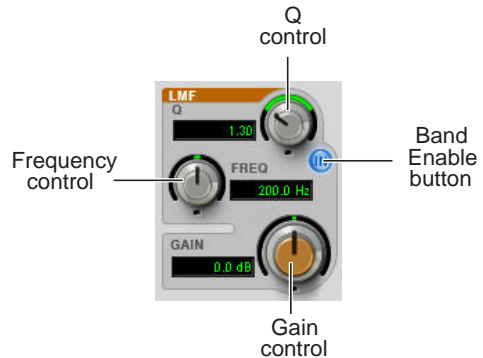 Q
control
LMF
Q
1.30
IN
Band
Enable
button
Frequency
control
FREQ
200.0 Hz
GAIN
0.0 dB
Gain
control